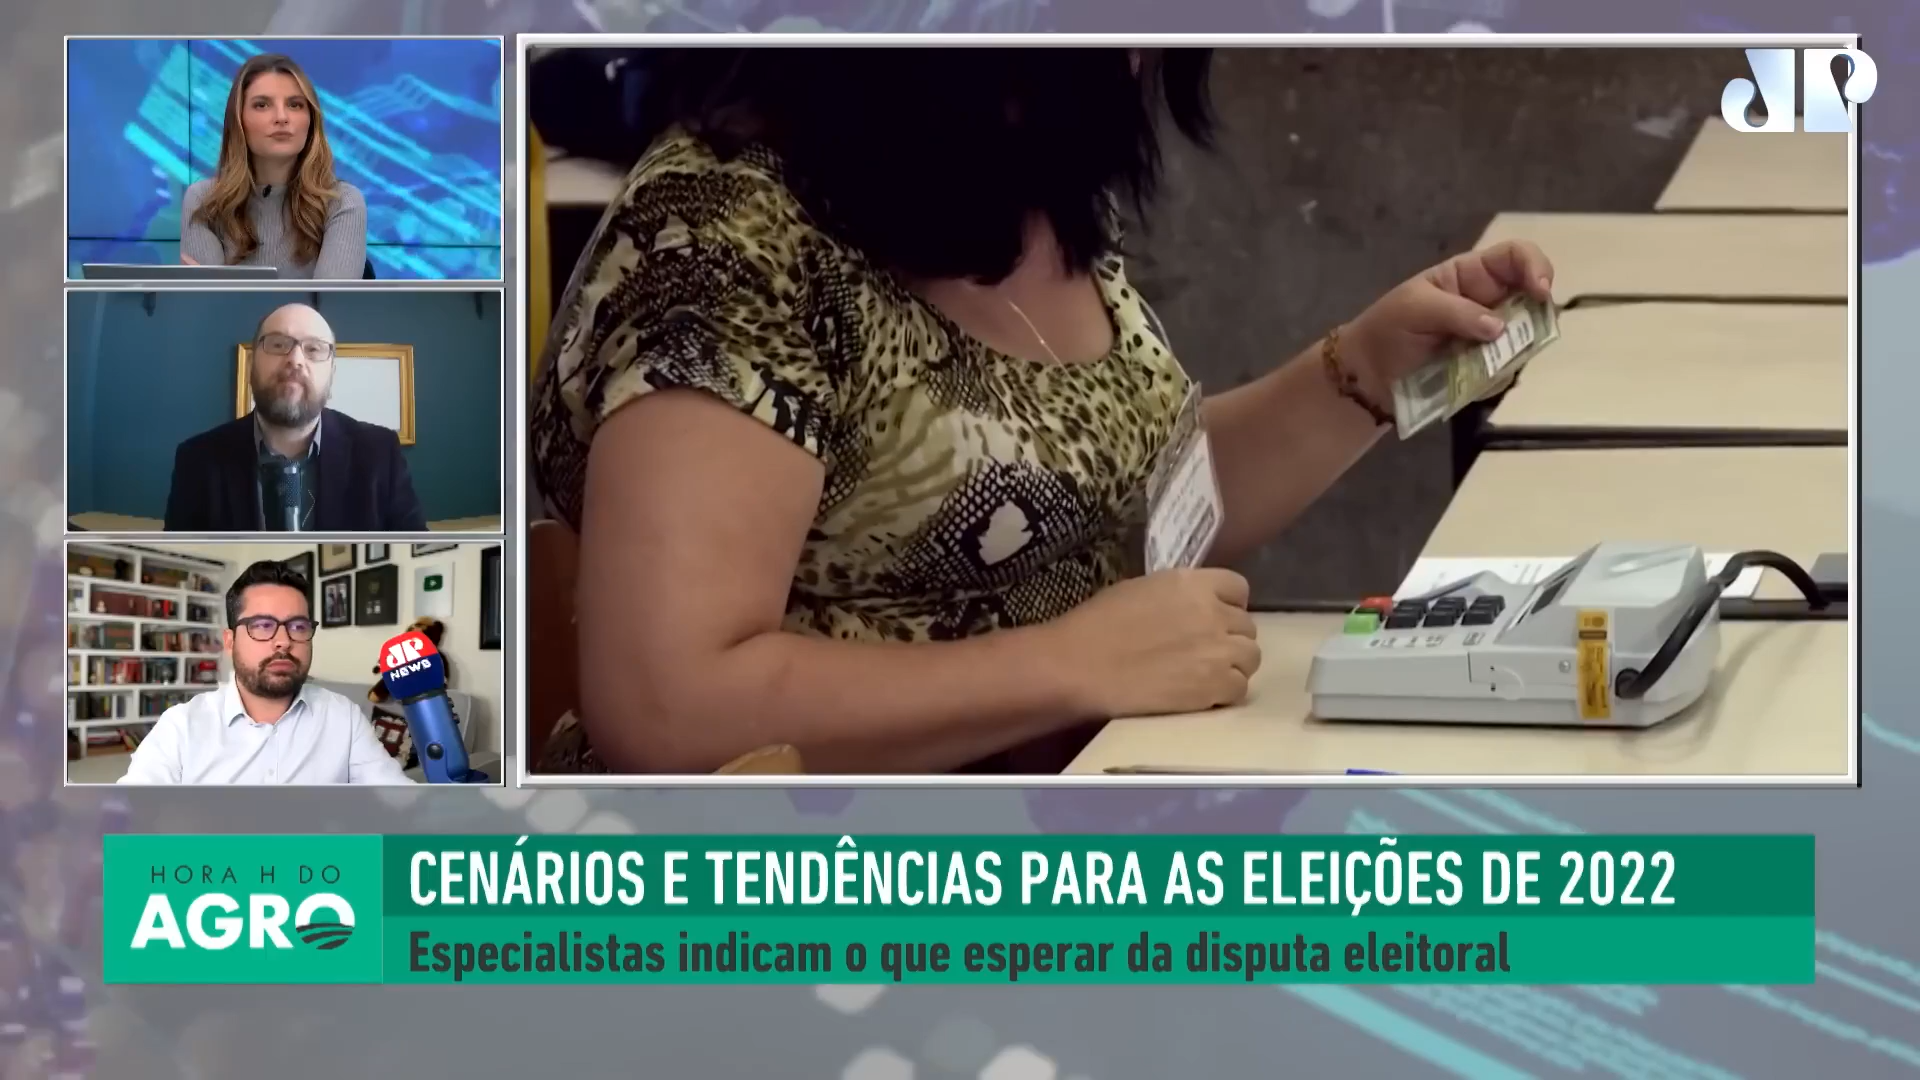 JP
JP
NEWS
HORA H DO
AGRO
CENÁRIOS E TENDÊNCIAS PARA AS ELEIÇÕES DE 2022
Especialistas indicam o que esperar da disputa eleitoral